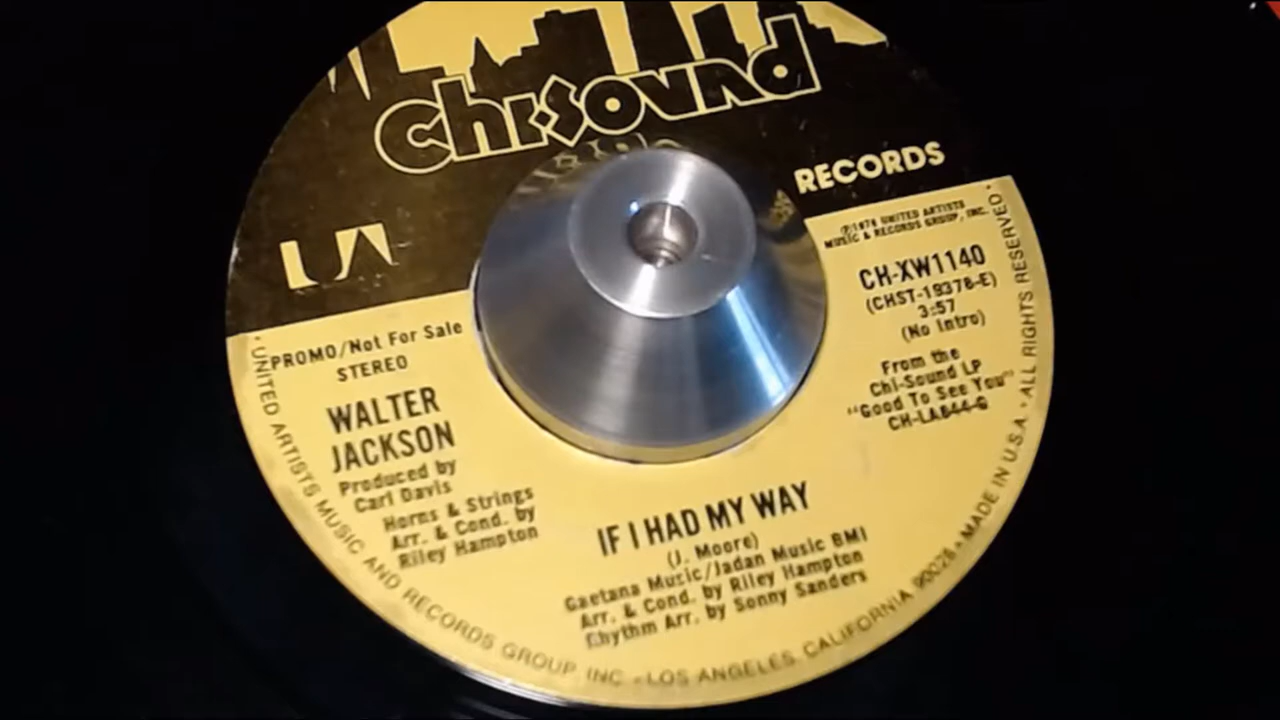 Chi-Sound
RECORDS
UA
℗1978 UNITED ARTISTS
MUSIC & RECORDS GROUP, INC.
CH-XW1140
(CHST-19378-E)
3:57
(No Intro)
From the
Chi-Sound LP
"Good To See You"
CH-LA844-G
PROMO/Not For Sale
STEREO
WALTER
JACKSON
Produced by
Carl Davis
Horns & Strings
Arr. & Cond. by
Riley Hampton
IF I HAD MY WAY
(J. Moore)
Gaetana Music/Jadan Music BMI
Arr. & Cond. by Riley Hampton
Rhythm Arr. by Sonny Sanders
• UNITED ARTISTS MUSIC AND RECORDS GROUP, INC. • LOS ANGELES, CALIFORNIA 90028 • MADE IN U.S.A. • ALL RIGHTS RESERVED •